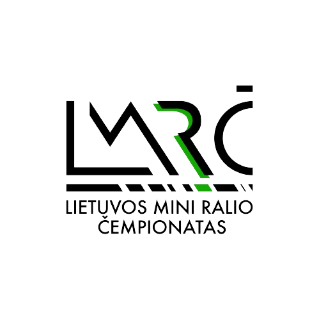 LMRČ
LIETUVOS MINI RALIO
ČEMPIONATAS